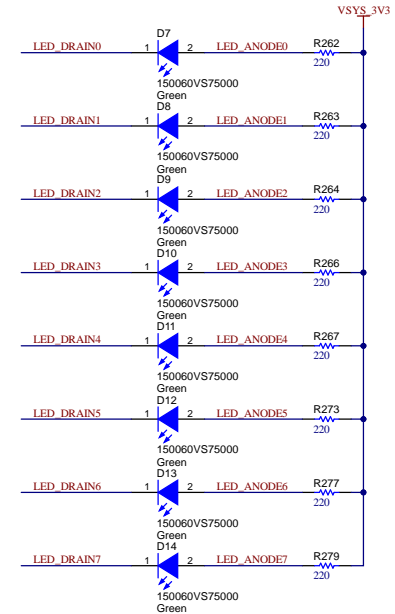 VSYS_3V3
D7
LED_DRAIN0 1 2 LED_ANODE0 R262
220
150060VS75000
Green
D8
LED_DRAIN1 1 2 LED_ANODE1 R263
220
150060VS75000
Green
D9
LED_DRAIN2 1 2 LED_ANODE2 R264
220
150060VS75000
Green
D10
LED_DRAIN3 1 2 LED_ANODE3 R266
220
150060VS75000
Green
D11
LED_DRAIN4 1 2 LED_ANODE4 R267
220
150060VS75000
Green
D12
LED_DRAIN5 1 2 LED_ANODE5 R273
220
150060VS75000
Green
D13
LED_DRAIN6 1 2 LED_ANODE6 R277
220
150060VS75000
Green
D14
LED_DRAIN7 1 2 LED_ANODE7 R279
220
150060VS75000
Green